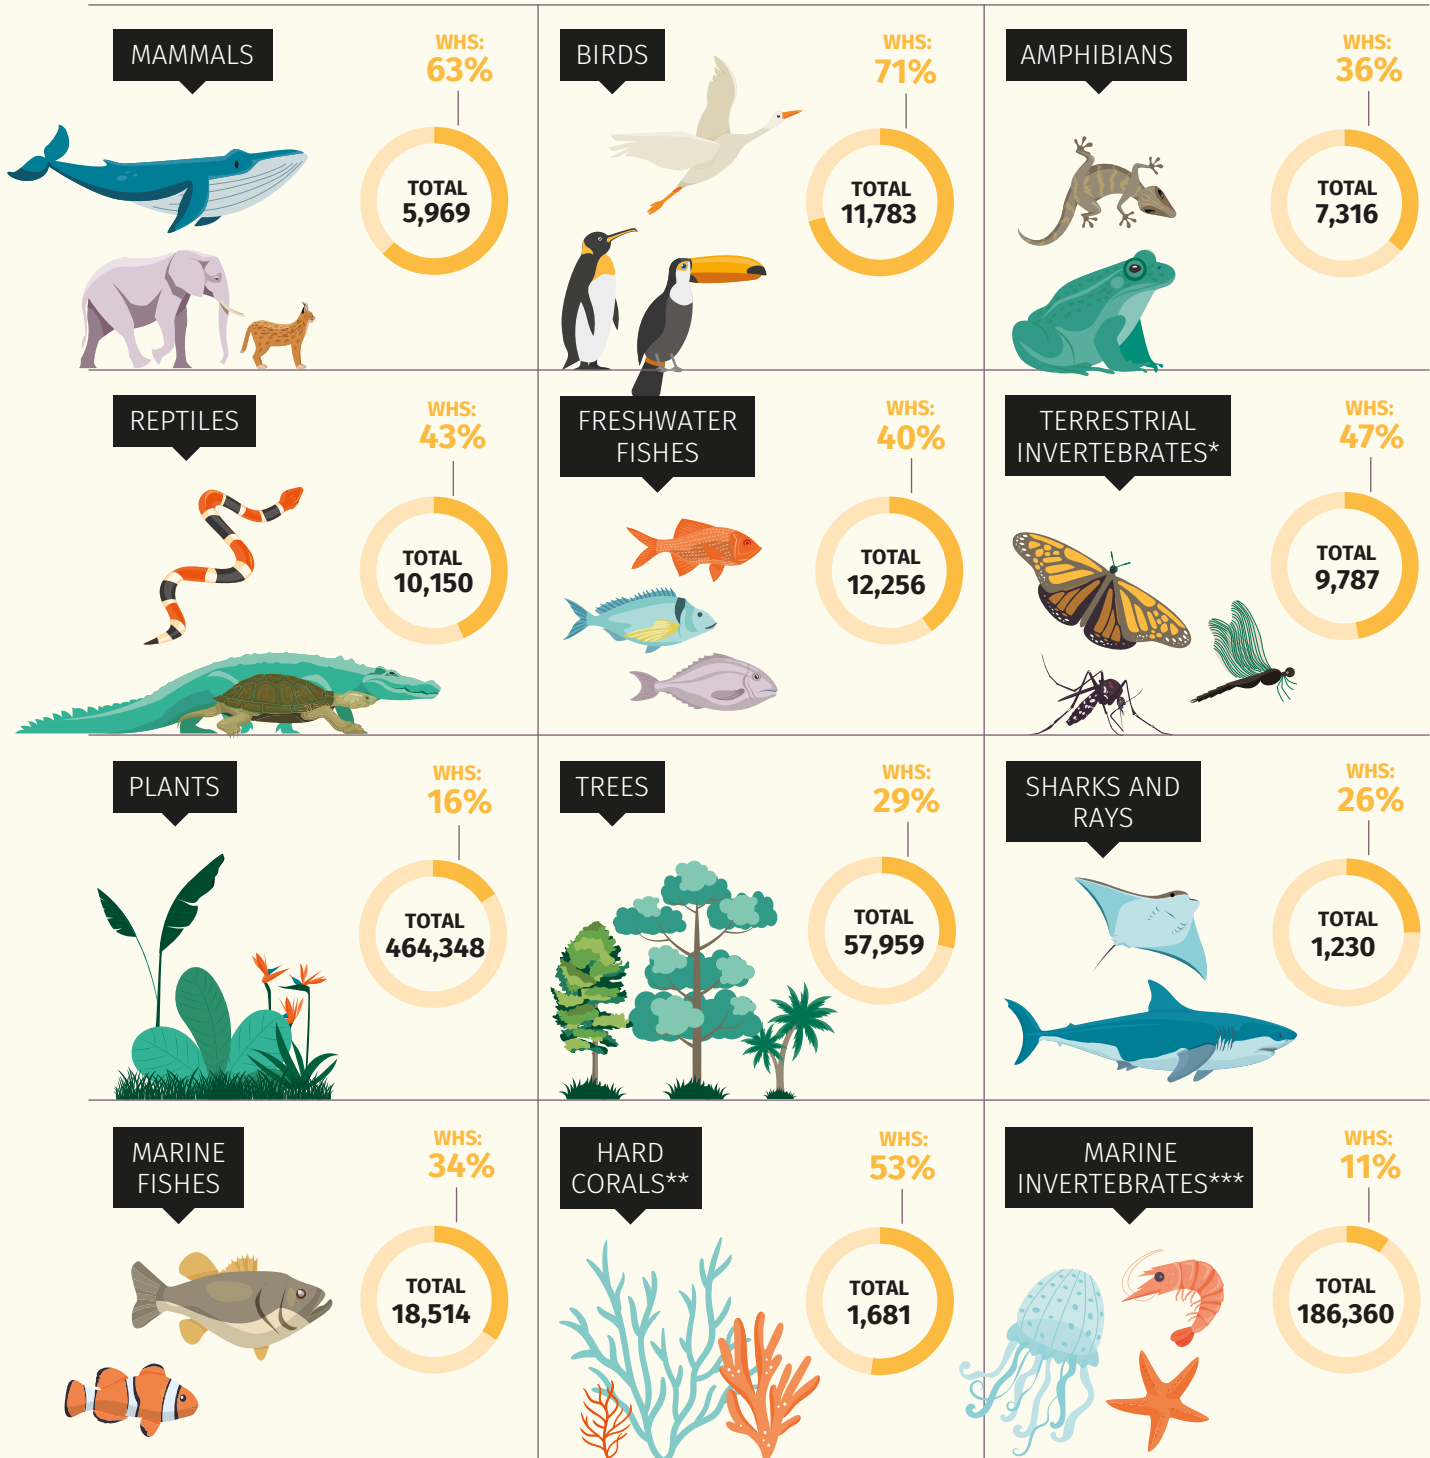 MAMMALS
WHS:
63%
TOTAL
5,969
BIRDS
WHS:
71%
TOTAL
11,783
AMPHIBIANS
WHS:
36%
TOTAL
7,316
REPTILES
WHS:
43%
TOTAL
10,150
FRESHWATER
FISHES
WHS:
40%
TOTAL
12,256
TERRESTRIAL
INVERTEBRATES*
WHS:
47%
TOTAL
9,787
PLANTS
WHS:
16%
TOTAL
464,348
TREES
WHS:
29%
TOTAL
57,959
SHARKS AND
RAYS
WHS:
26%
TOTAL
1,230
MARINE
FISHES
WHS:
34%
TOTAL
18,514
HARD
CORALS**
WHS:
53%
TOTAL
1,681
MARINE
INVERTEBRATES***
WHS:
11%
TOTAL
186,360